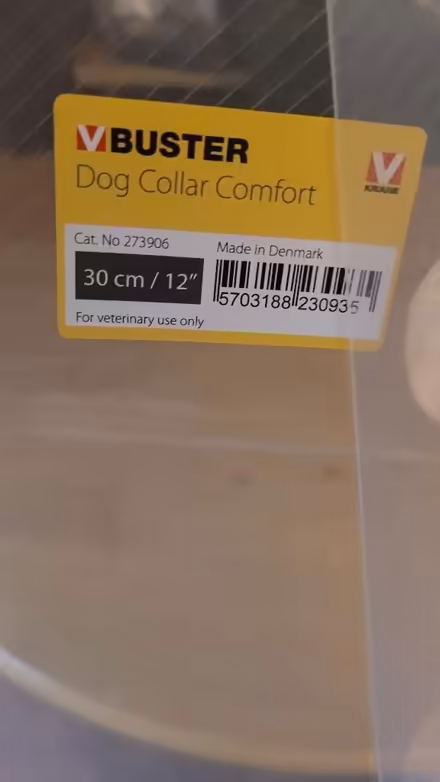 BUSTER
Dog Collar Comfort
KRUUSE
Cat. No 273906
Made in Denmark
30 cm / 12”
5703188 230935
For veterinary use only